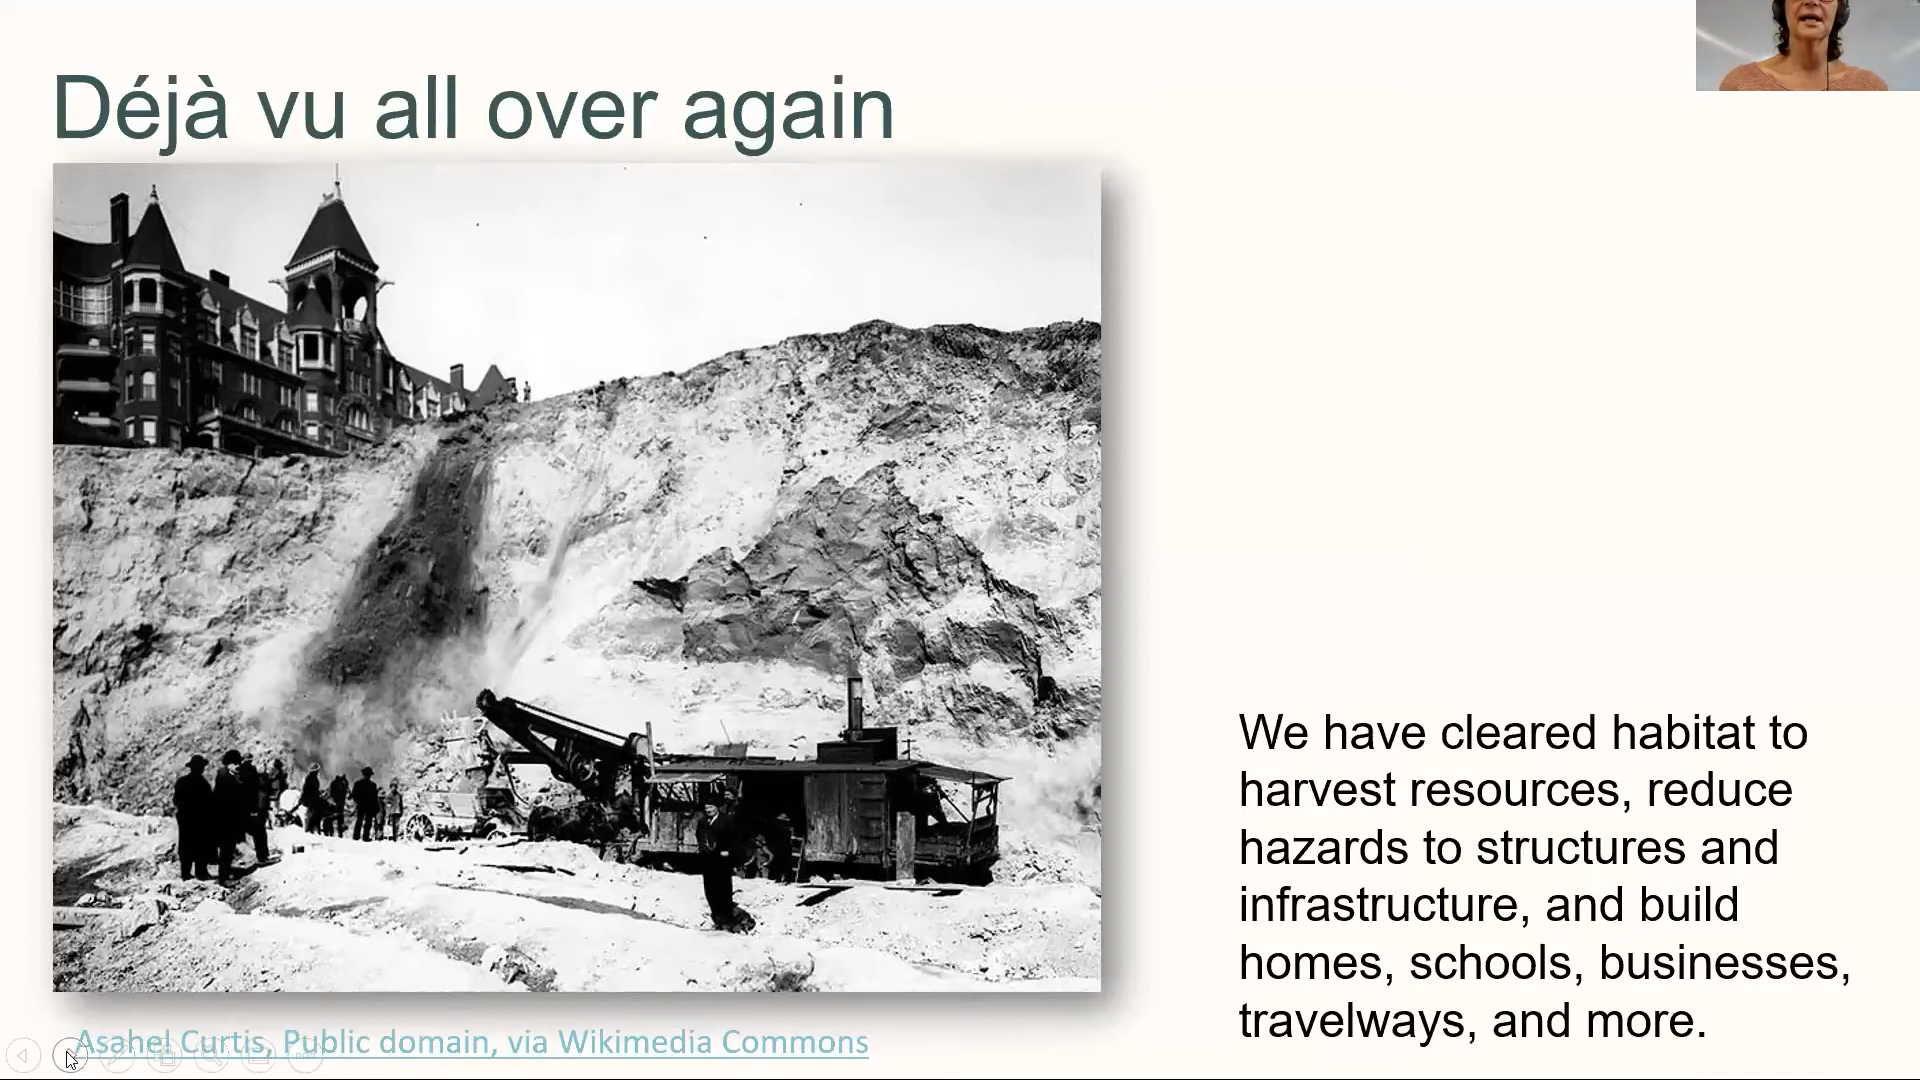 Déjà vu all over again
We have cleared habitat to
harvest resources, reduce
hazards to structures and
infrastructure, and build
homes, schools, businesses,
travelways, and more.
Asahel Curtis, Public domain, via Wikimedia Commons